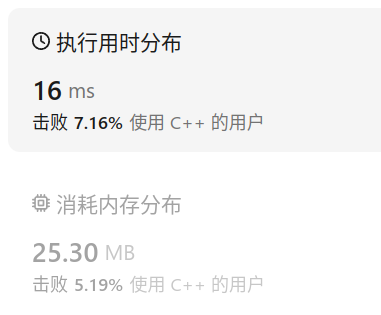 执行用时分布
16 ms
击败 7.16% 使用 C++ 的用户
消耗内存分布
25.30 MB
击败 5.19% 使用 C++ 的用户